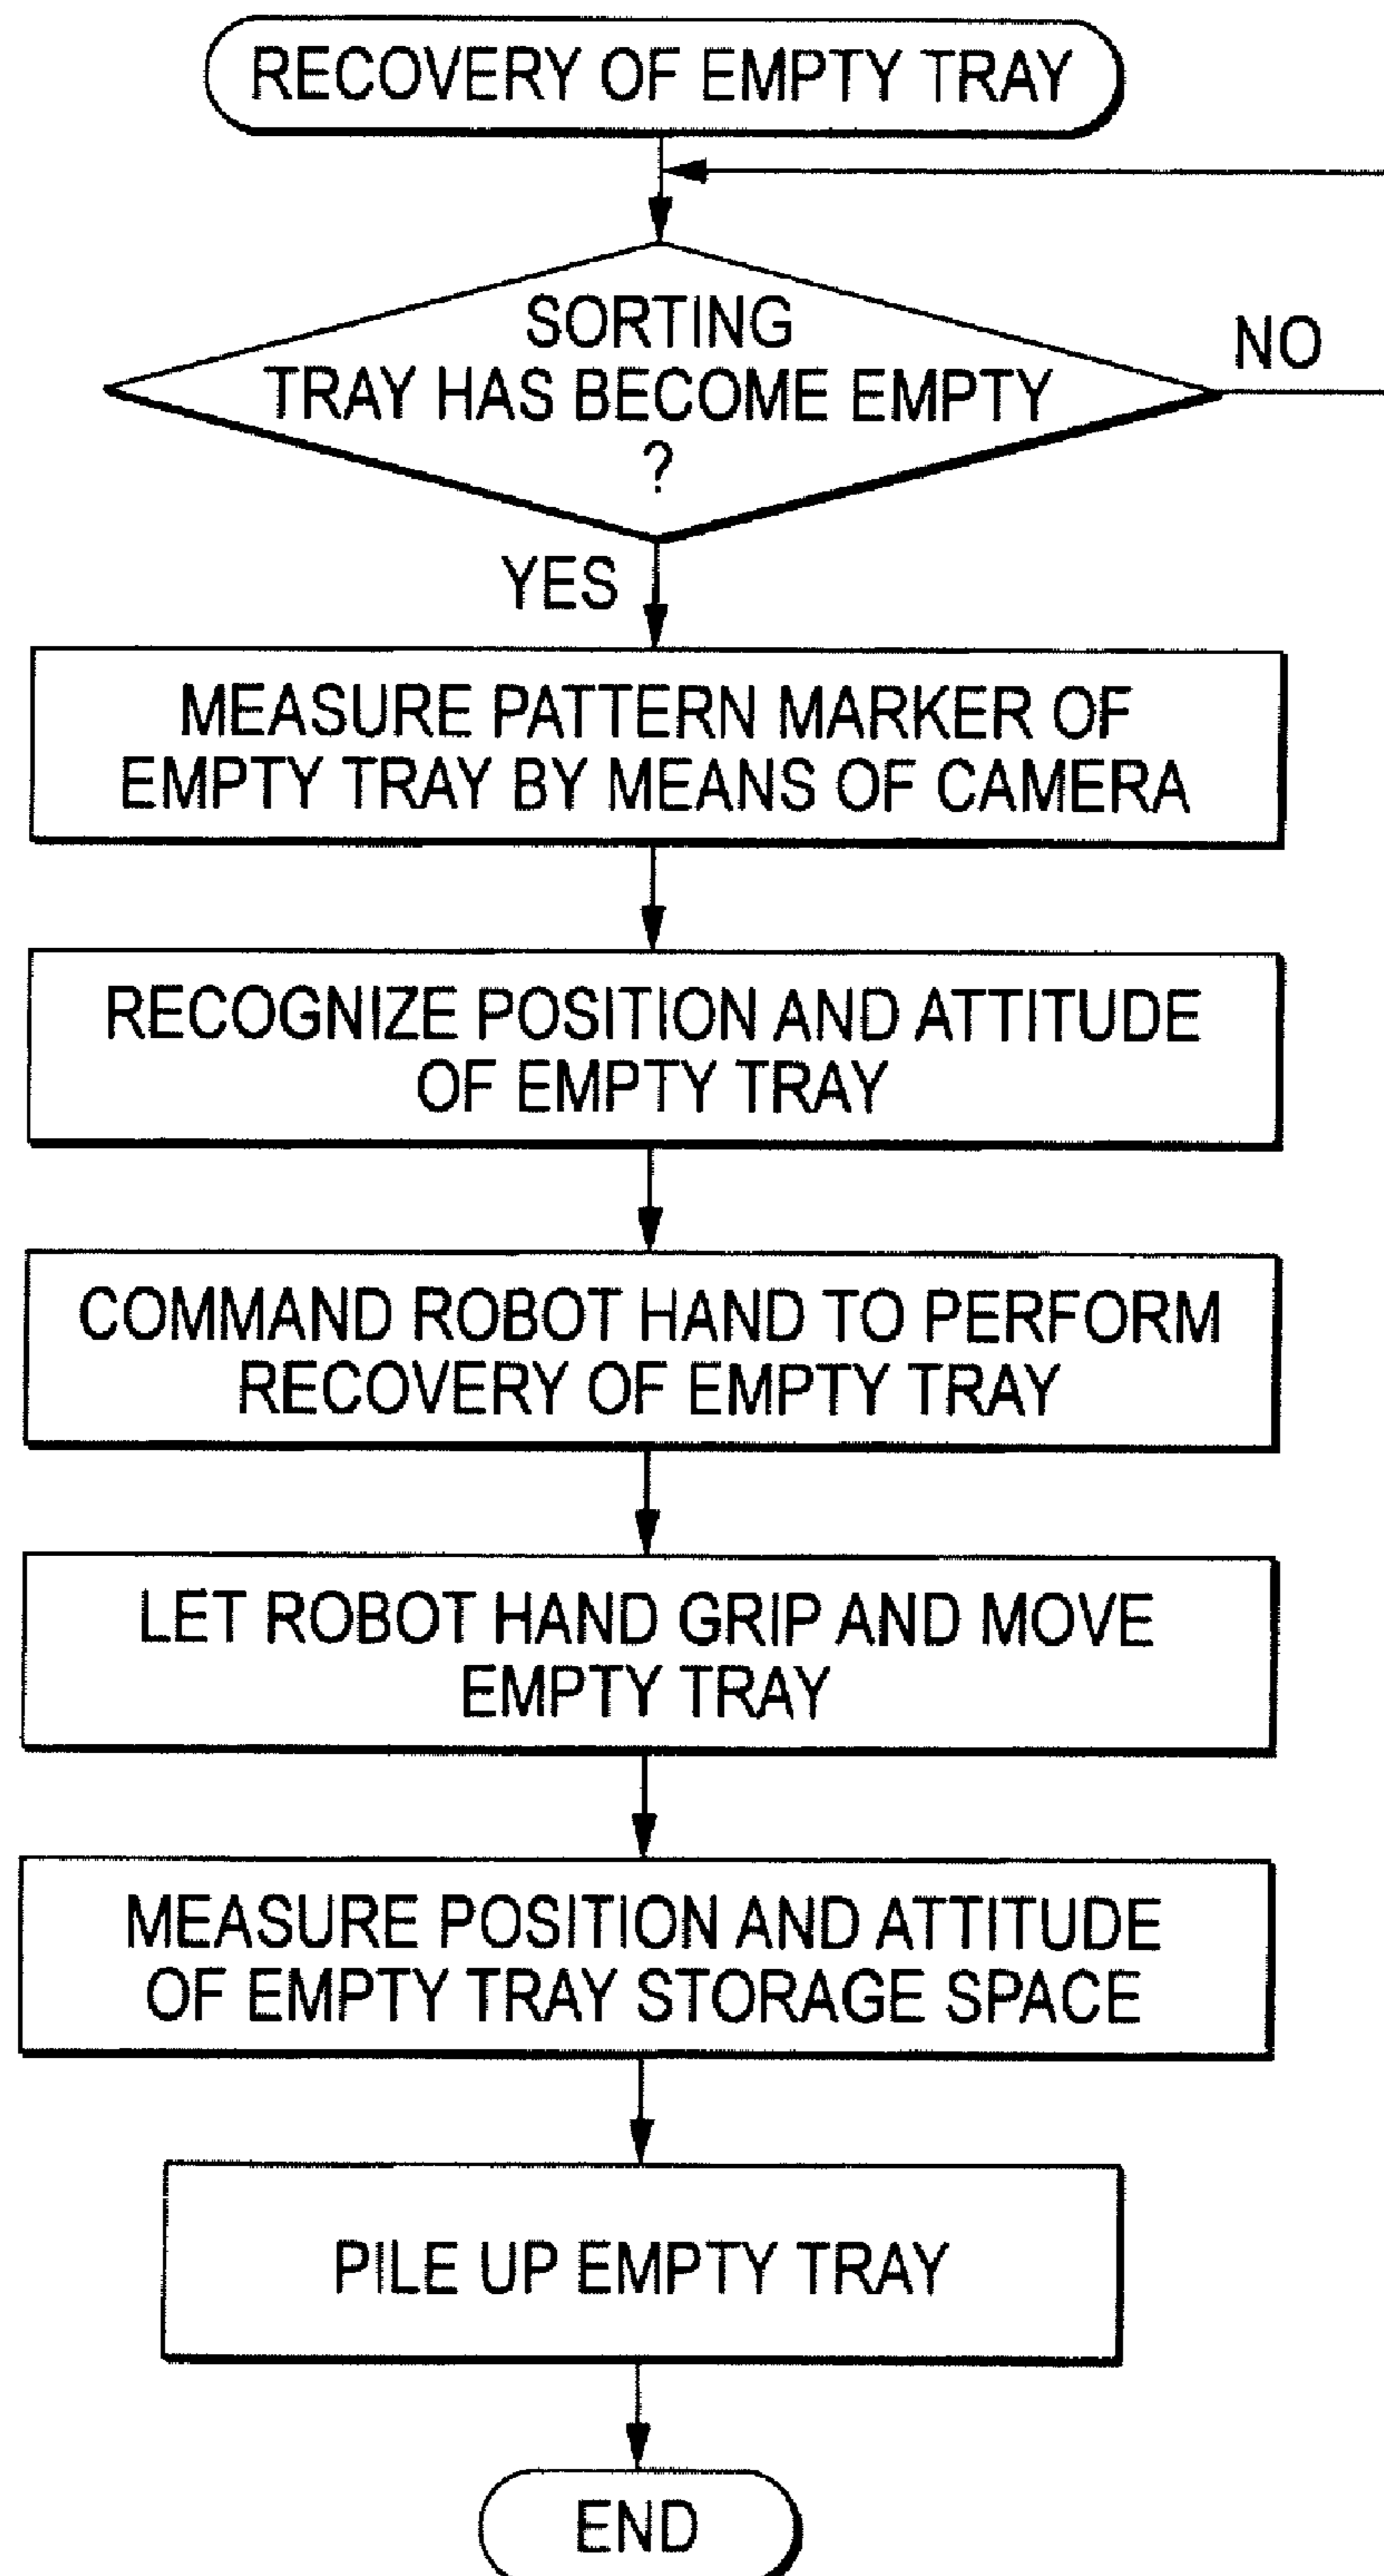 RECOVERY OF EMPTY TRAY
SORTING
TRAY HAS BECOME EMPTY
?
NO
YES
MEASURE PATTERN MARKER OF
EMPTY TRAY BY MEANS OF CAMERA
RECOGNIZE POSITION AND ATTITUDE
OF EMPTY TRAY
COMMAND ROBOT HAND TO PERFORM
RECOVERY OF EMPTY TRAY
LET ROBOT HAND GRIP AND MOVE
EMPTY TRAY
MEASURE POSITION AND ATTITUDE
OF EMPTY TRAY STORAGE SPACE
PILE UP EMPTY TRAY
END